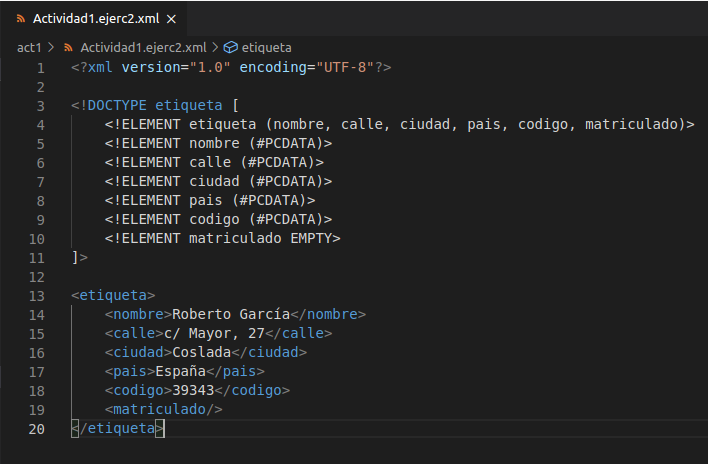 Actividad1.ejerc2.xml ×
act1 > Actividad1.ejerc2.xml > etiqueta
1 <?xml version="1.0" encoding="UTF-8"?>
2
3 <!DOCTYPE etiqueta [
4     <!ELEMENT etiqueta (nombre, calle, ciudad, pais, codigo, matriculado)>
5     <!ELEMENT nombre (#PCDATA)>
6     <!ELEMENT calle (#PCDATA)>
7     <!ELEMENT ciudad (#PCDATA)>
8     <!ELEMENT pais (#PCDATA)>
9     <!ELEMENT codigo (#PCDATA)>
10     <!ELEMENT matriculado EMPTY>
11 ]>
12
13 <etiqueta>
14     <nombre>Roberto García</nombre>
15     <calle>c/ Mayor, 27</calle>
16     <ciudad>Coslada</ciudad>
17     <pais>España</pais>
18     <codigo>39343</codigo>
19     <matriculado/>
20 </etiqueta>